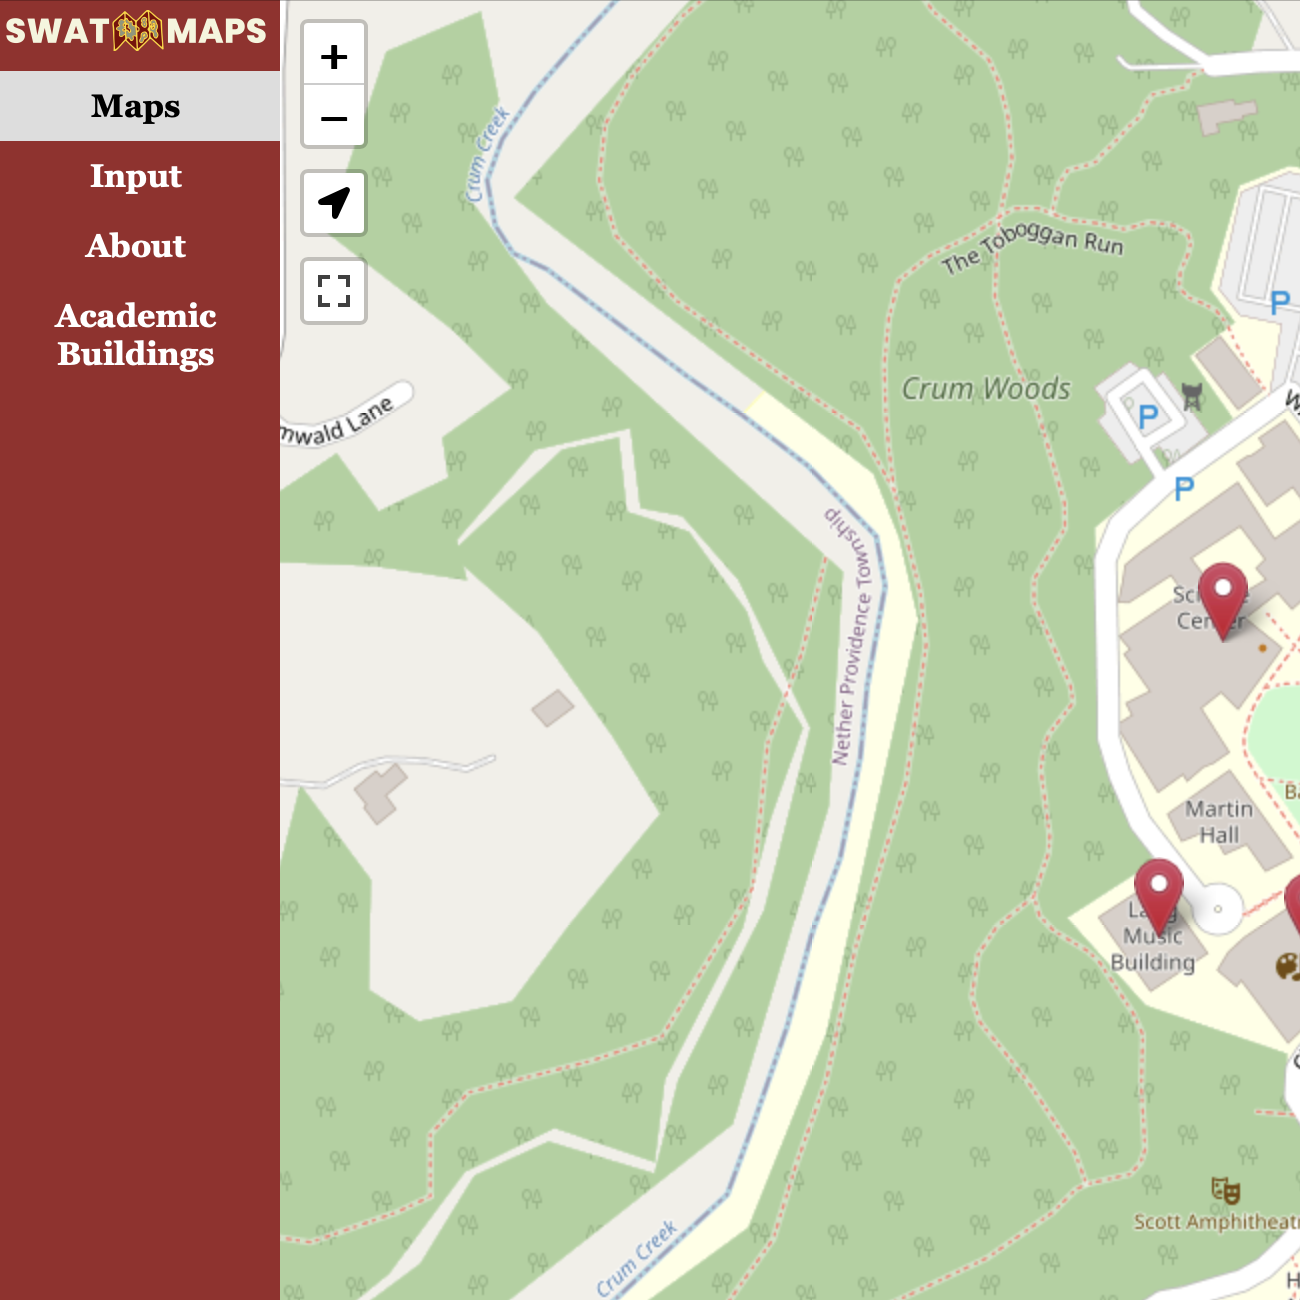 SWAT MAPS
Maps
Input
About
Academic
Buildings
+
−
Crum Creek
The Toboggan Run
P
Crum Woods
P
P
mwald Lane
Nether Providence Township
Center
Martin
Hall
Music
Building
Scott Amphitheat
Crum Creek
H